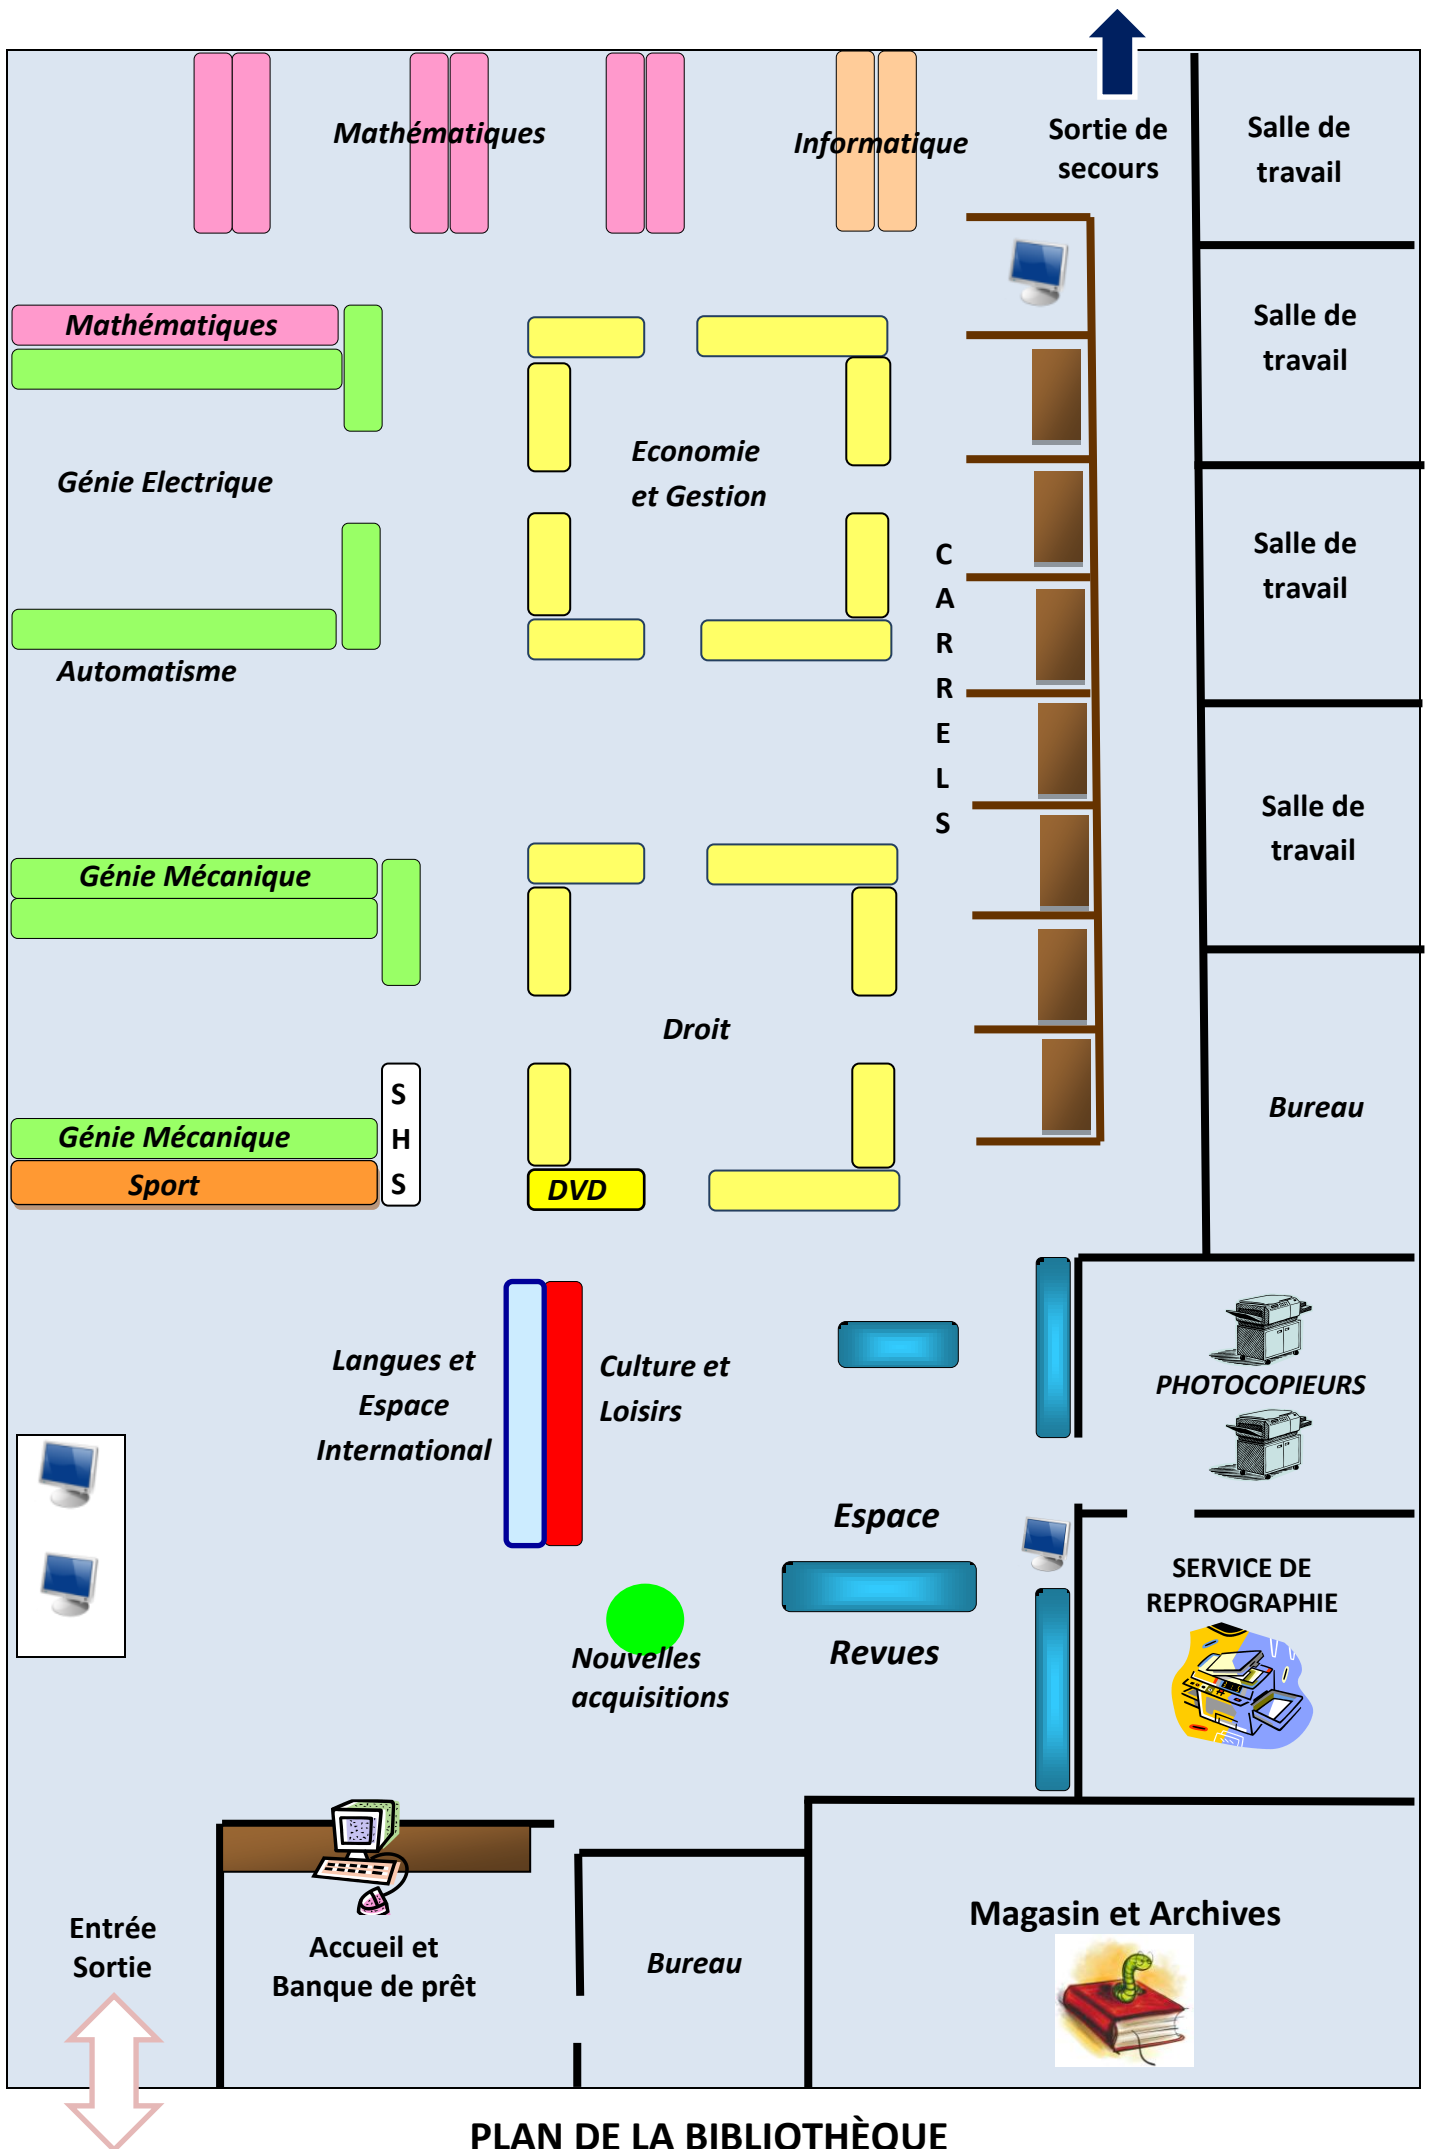 Mathématiques
Informatique
Sortie de
secours
Salle de
travail
Mathématiques
Salle de
travail
Génie Electrique
Economie
et Gestion
Salle de
travail
C
A
R
R
E
L
S
Automatisme
Salle de
travail
Génie Mécanique
Droit
Bureau
S
H
S
Génie Mécanique
Sport
DVD
Langues et
Espace
International
Culture et
Loisirs
PHOTOCOPIEURS
Espace
Revues
SERVICE DE
REPROGRAPHIE
Nouvelles
acquisitions
Entrée
Sortie
Accueil et
Banque de prêt
Bureau
Magasin et Archives
PLAN DE LA BIBLIOTHÈQUE